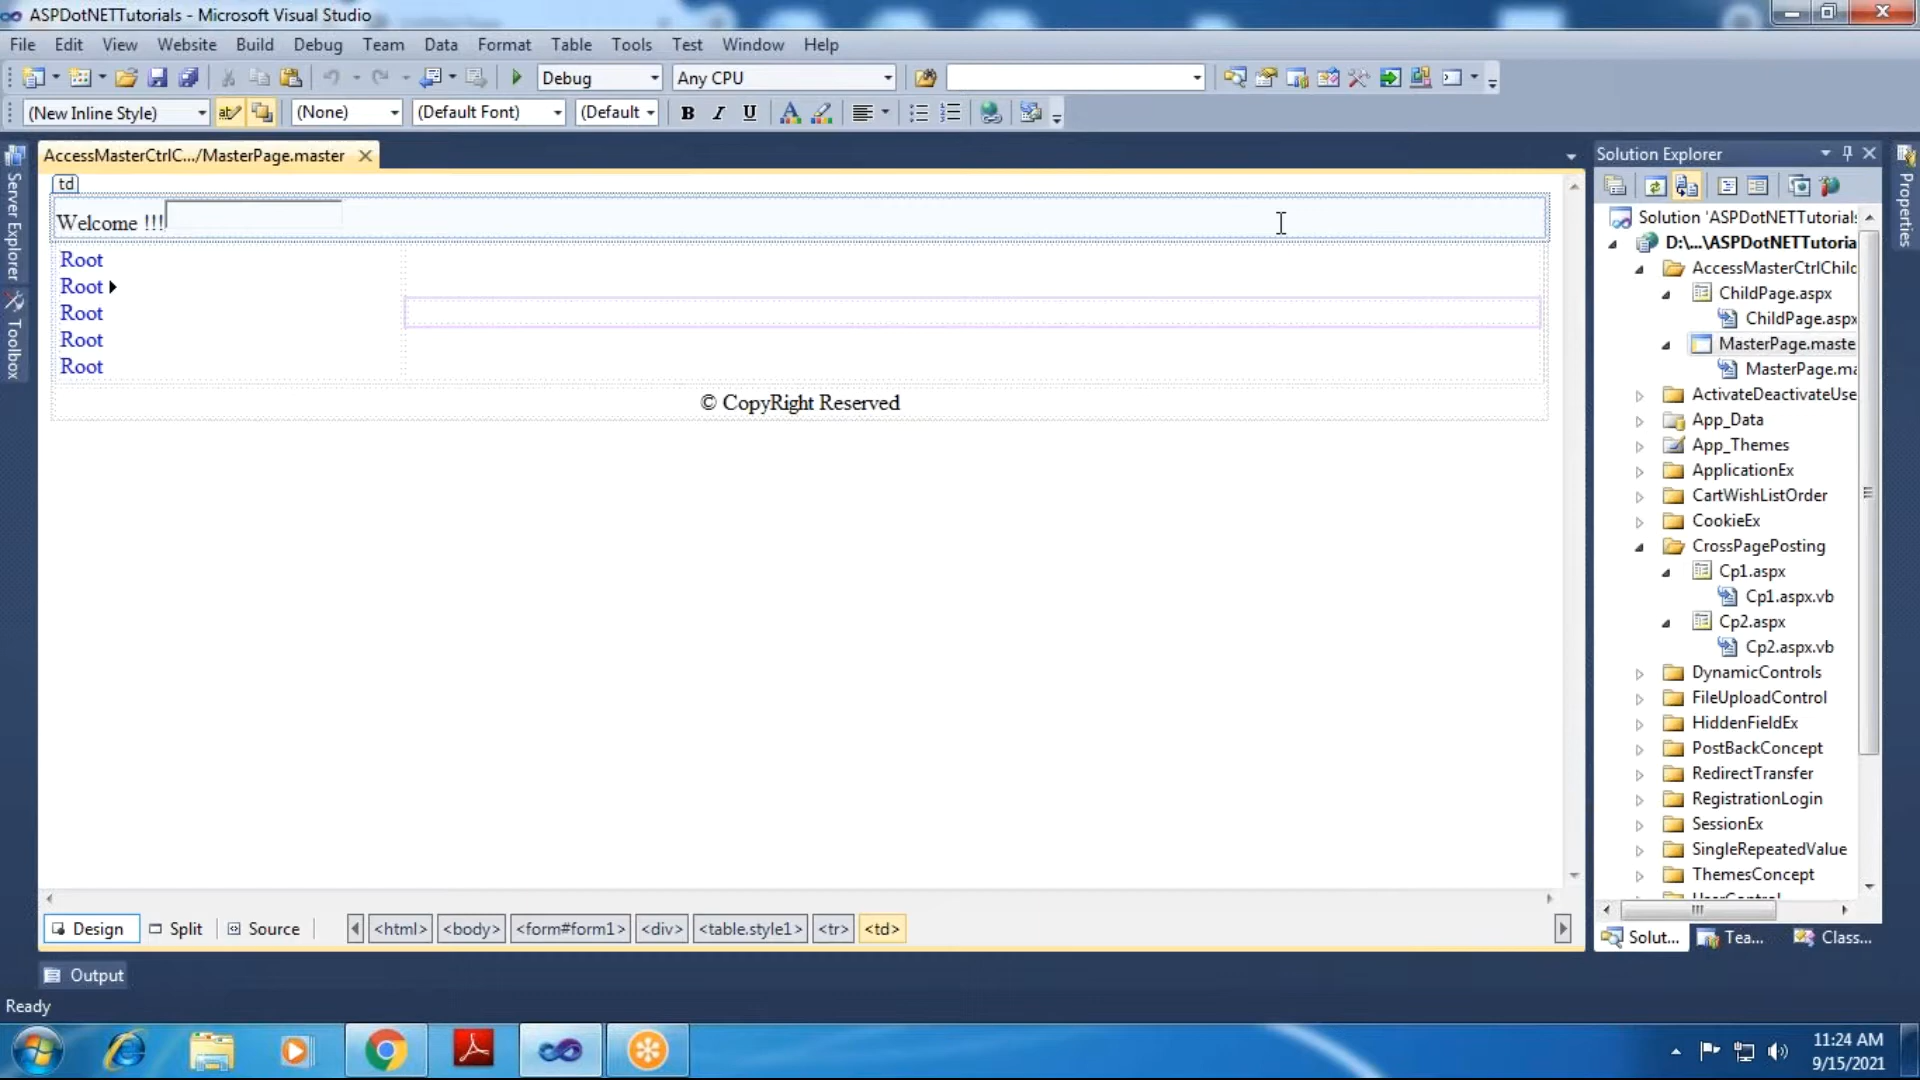 ASPDotNETTutorials - Microsoft Visual Studio
File Edit View Website Build Debug Team Data Format Table Tools Test Window Help
Debug Any CPU
(New Inline Style) (None) (Default Font) (Default B I U
AccessMasterCtrlC.../MasterPage.master
td
Welcome !!!
Root
Root
Root
Root
Root
© CopyRight Reserved
Design Split Source <html> <body> <form#form1> <div> <table.style1> <tr> <td>
Server Explorer
Toolbox
Solution Explorer
Solution 'ASPDotNETTutorials
D:\...\ASPDotNETTutoria
AccessMasterCtrlChilc
ChildPage.aspx
ChildPage.aspx
MasterPage.maste
MasterPage.ma
ActivateDeactivateUse
App_Data
App_Themes
ApplicationEx
CartWishListOrder
CookieEx
CrossPagePosting
Cp1.aspx
Cp1.aspx.vb
Cp2.aspx
Cp2.aspx.vb
DynamicControls
FileUploadControl
HiddenFieldEx
PostBackConcept
RedirectTransfer
RegistrationLogin
SessionEx
SingleRepeatedValue
ThemesConcept
Solut... Tea... Class...
Properties
Output
Ready
11:24 AM
9/15/2021